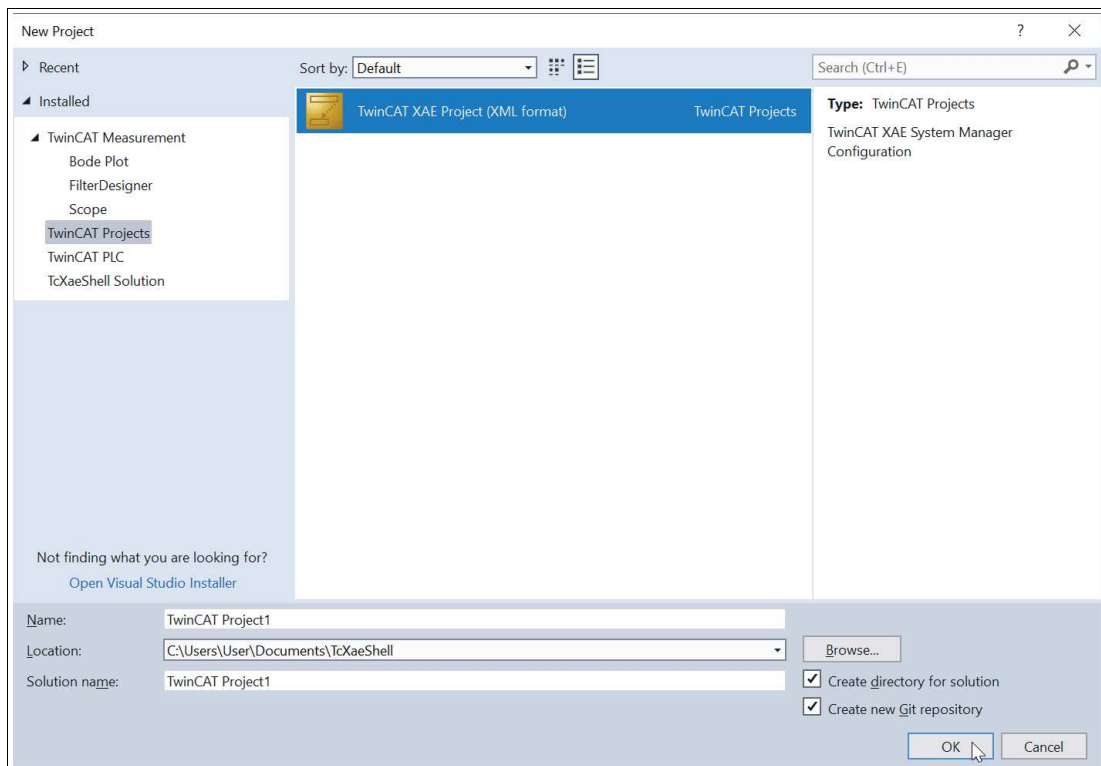 New Project
?
Recent
Sort by: Default
Search (Ctrl+E)
Installed
TwinCAT Measurement
Bode Plot
FilterDesigner
Scope
TwinCAT Projects
TwinCAT PLC
TcXaeShell Solution
TwinCAT XAE Project (XML format) TwinCAT Projects
Type: TwinCAT Projects
TwinCAT XAE System Manager
Configuration
Not finding what you are looking for?
Open Visual Studio Installer
Name: TwinCAT Project1
Location: C:\Users\User\Documents\TcXaeShell
Browse...
Solution name: TwinCAT Project1
Create directory for solution
Create new Git repository
OK Cancel